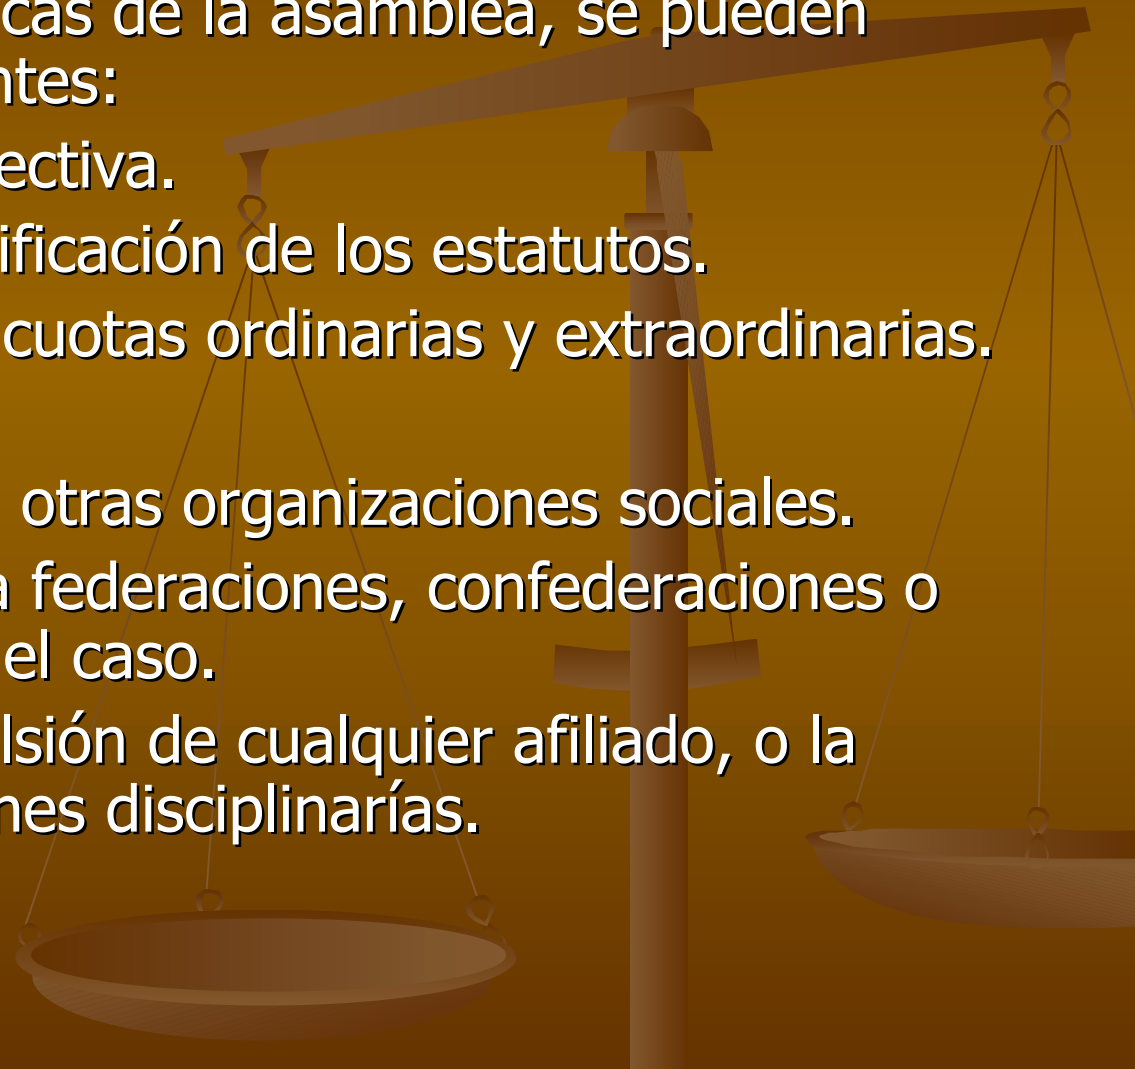 cas de la asamblea, se pueden
ntes:
ectiva.
ificación de los estatutos.
cuotas ordinarias y extraordinarias.
otras organizaciones sociales.
a federaciones, confederaciones o
el caso.
lsión de cualquier afiliado, o la
nes disciplinarías.